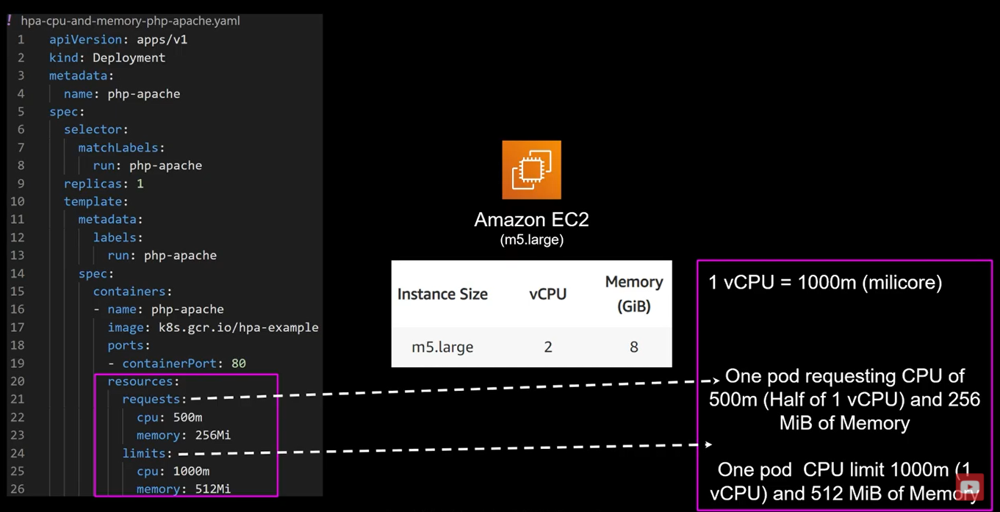 ! hpa-cpu-and-memory-php-apache.yaml
1 apiVersion: apps/v1
2 kind: Deployment
3 metadata:
4 name: php-apache
5 spec:
6 selector:
7 matchLabels:
8 run: php-apache
9 replicas: 1
10 template:
11 metadata:
12 labels:
13 run: php-apache
14 spec:
15 containers:
16 - name: php-apache
17 image: k8s.gcr.io/hpa-example
18 ports:
19 - containerPort: 80
20 resources:
21 requests:
22 cpu: 500m
23 memory: 256Mi
24 limits:
25 cpu: 1000m
26 memory: 512Mi
Amazon EC2
(m5.large)
Instance Size vCPU Memory
(GiB)
m5.large 2 8
1 vCPU = 1000m (milicore)
One pod requesting CPU of
500m (Half of 1 vCPU) and 256
MiB of Memory
One pod CPU limit 1000m (1
vCPU) and 512 MiB of Memory